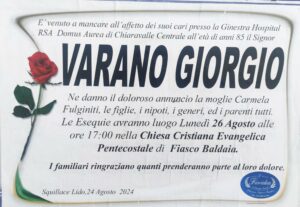 E' venuto a mancare all'affetto dei suoi cari presso la Ginestra Hospital
RSA Domus Aurea di Chiaravalle Centrale all'età di anni 85 il Signor
VARANO GIORGIO
Ne danno il doloroso annuncio la moglie Carmela
Fulginiti, le figlie, i nipoti, i generi, ed i parenti tutti.
Le Esequie avranno luogo Lunedì 26 Agosto alle
ore 17:00 nella Chiesa Cristiana Evangelica
Pentecostale di Fiasco Baldaia.
I familiari ringraziano quanti prenderanno parte al loro dolore.
Squillace Lido,24 Agosto 2024